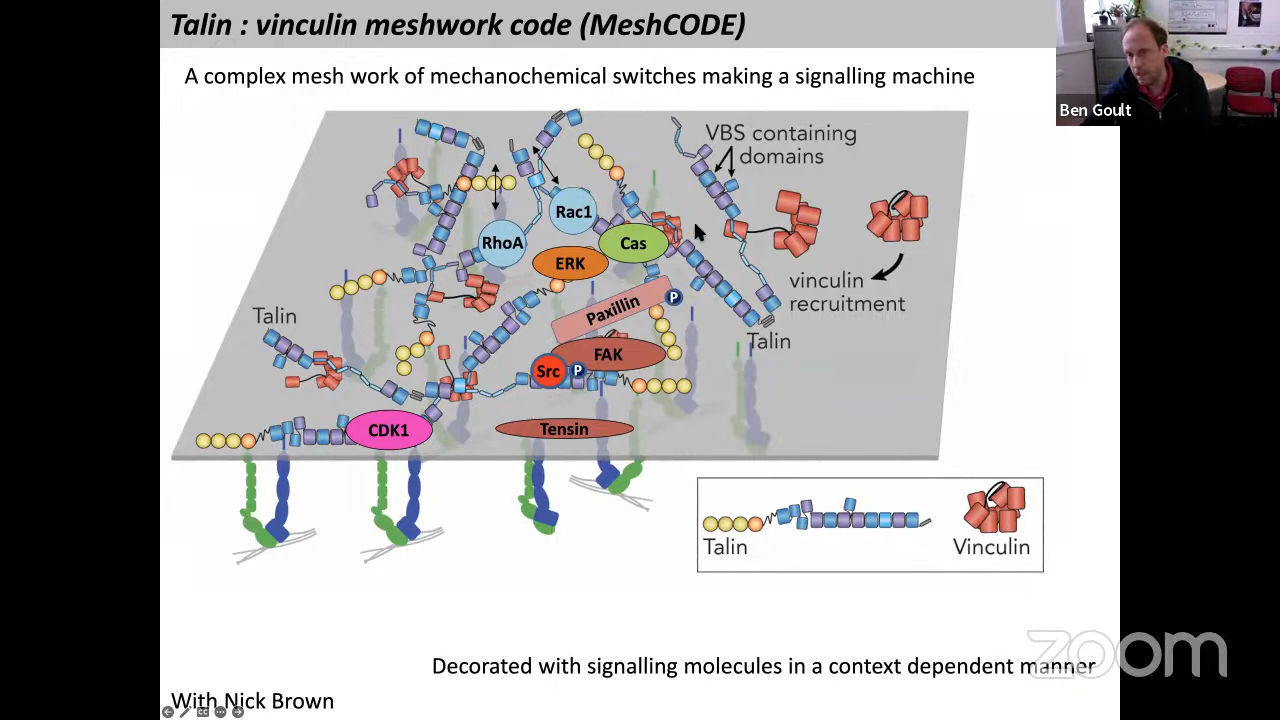 Talin : vinculin meshwork code (MeshCODE)
A complex mesh work of mechanochemical switches making a signalling machine
Ben Goult
VBS containing
domains
Rac1
RhoA
Cas
ERK
vinculin
recruitment
Paxillin
P
Talin
Talin
FAK
Src
P
CDK1
Tensin
Talin
Vinculin
zoom
Decorated with signalling molecules in a context dependent manner
With Nick Brown